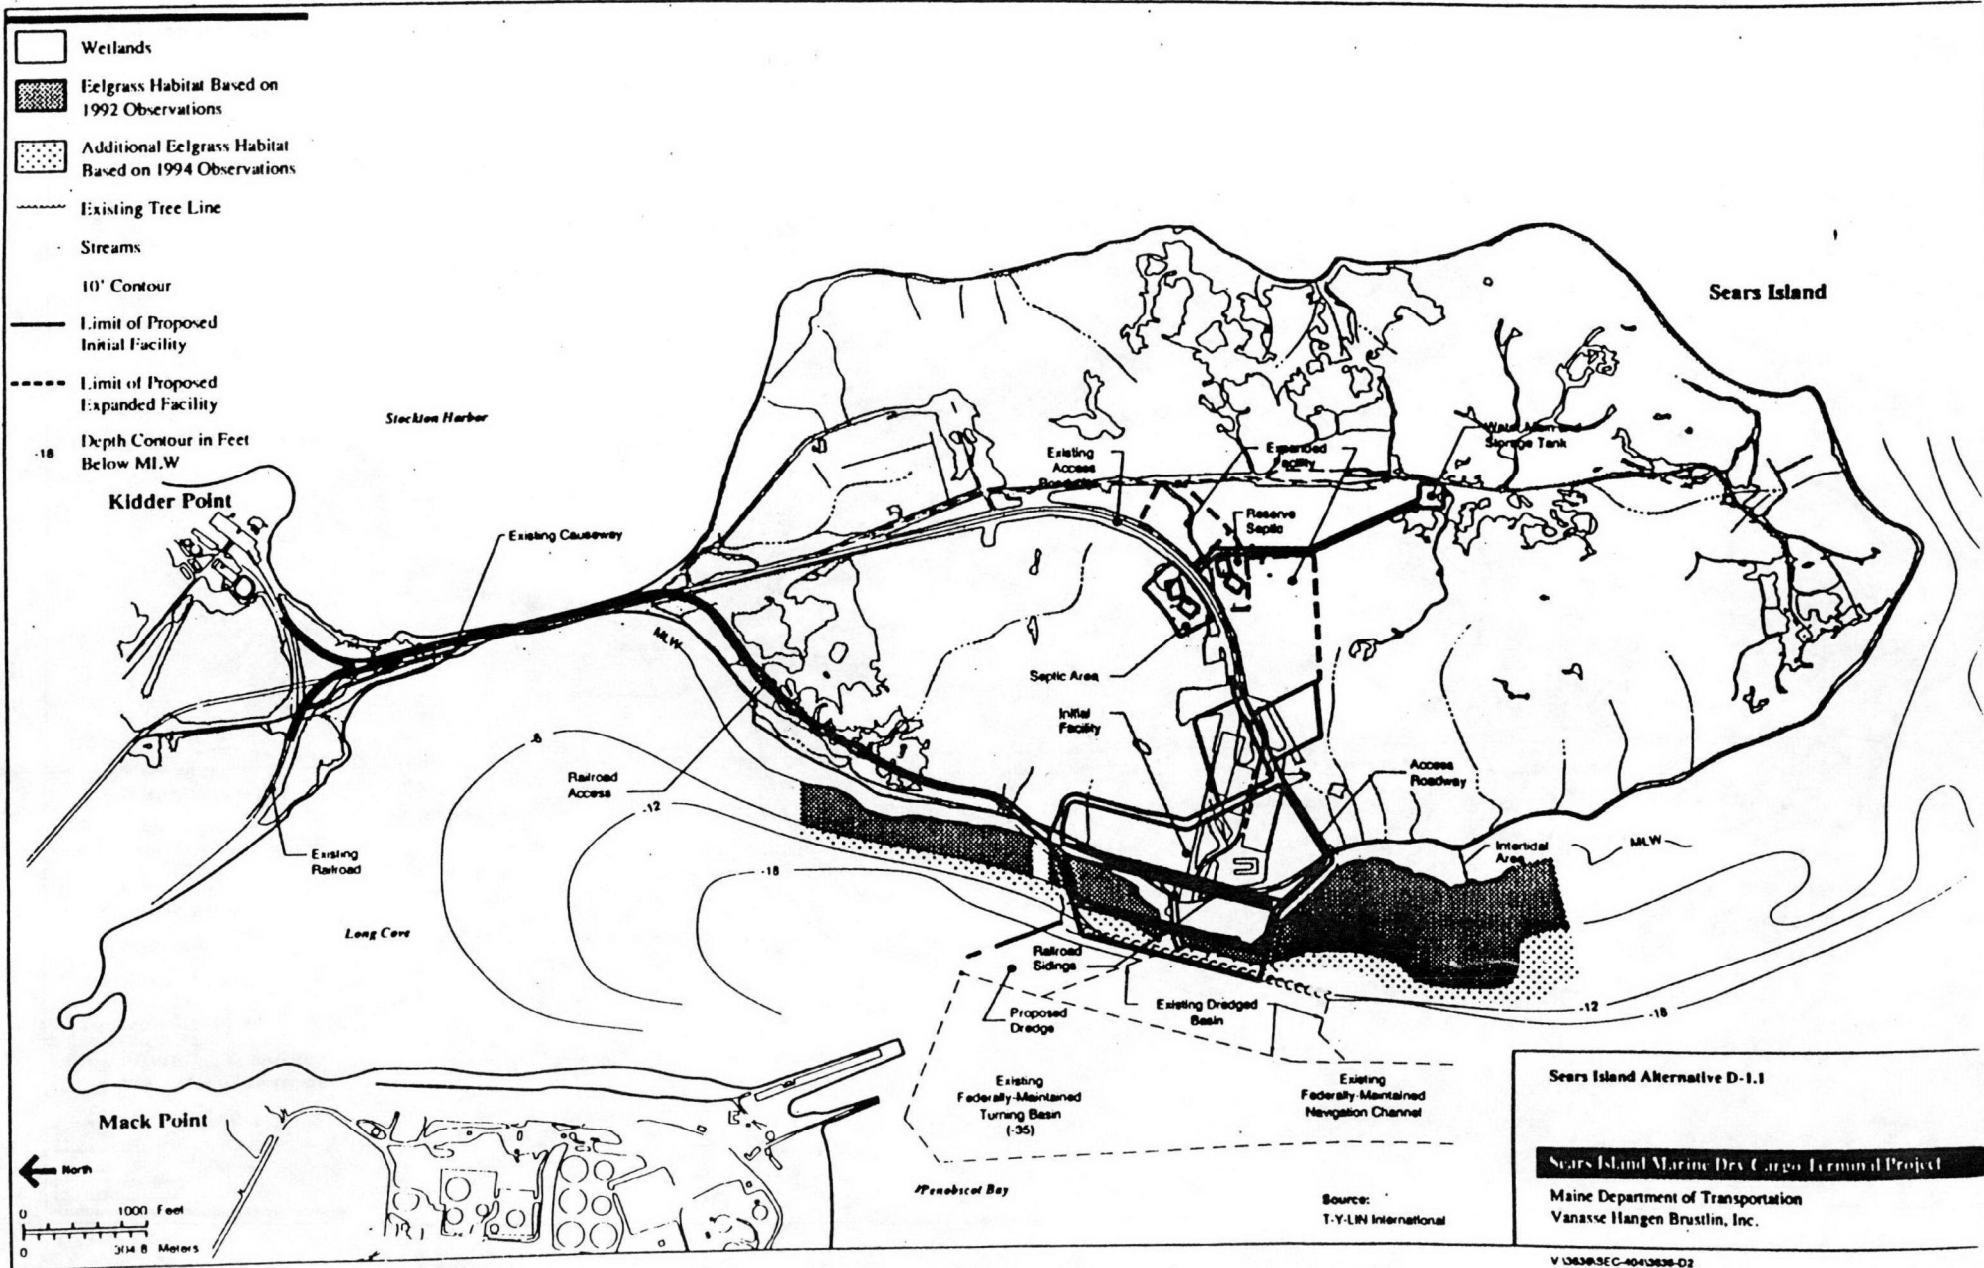 Wetlands
Eelgrass Habitat Based on
1992 Observations
Additional Eelgrass Habitat
Based on 1994 Observations
Existing Tree Line
Streams
10' Contour
Limit of Proposed
Initial Facility
Limit of Proposed
Expanded Facility
-18
Depth Contour in Feet
Below MLW
Stockton Harbor
Kidder Point
Existing Causeway
Sears Island
Existing
Access
Expanded
Facility
Storage Tank
Reserve
Septic
MLW
Septic Area
Initial
Facility
Railroad
Access
Access
Roadway
-6
-12
-18
Existing
Railroad
Intertidal
Area
MLW
Long Cove
Railroad
Sidings
Proposed
Dredge
Existing Dredged
Basin
-12
-18
Existing
Federally-Maintained
Turning Basin
(-35)
Existing
Federally-Maintained
Navigation Channel
Mack Point
North
0 1000 Feet
0 304.8 Meters
Penobscot Bay
Source:
T-Y-LIN International
Sears Island Alternative D-1.1
Sears Island Marine Dry Cargo Terminal Project
Maine Department of Transportation
Vanasse Hangen Brustlin, Inc.